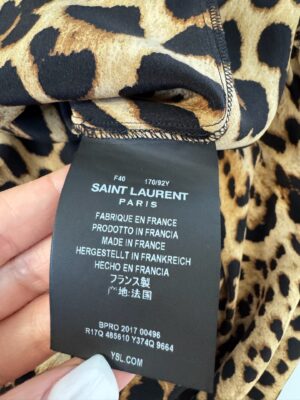 F40 170/92Y
SAINT LAURENT
PARIS
FABRIQUE EN FRANCE
PRODOTTO IN FRANCIA
MADE IN FRANCE
HERGESTELLT IN FRANKREICH
HECHO EN FRANCIA
フランス製
产地:法国
BPRO 2017 00496
R17Q 485610 Y374Q 9664
YSL.COM